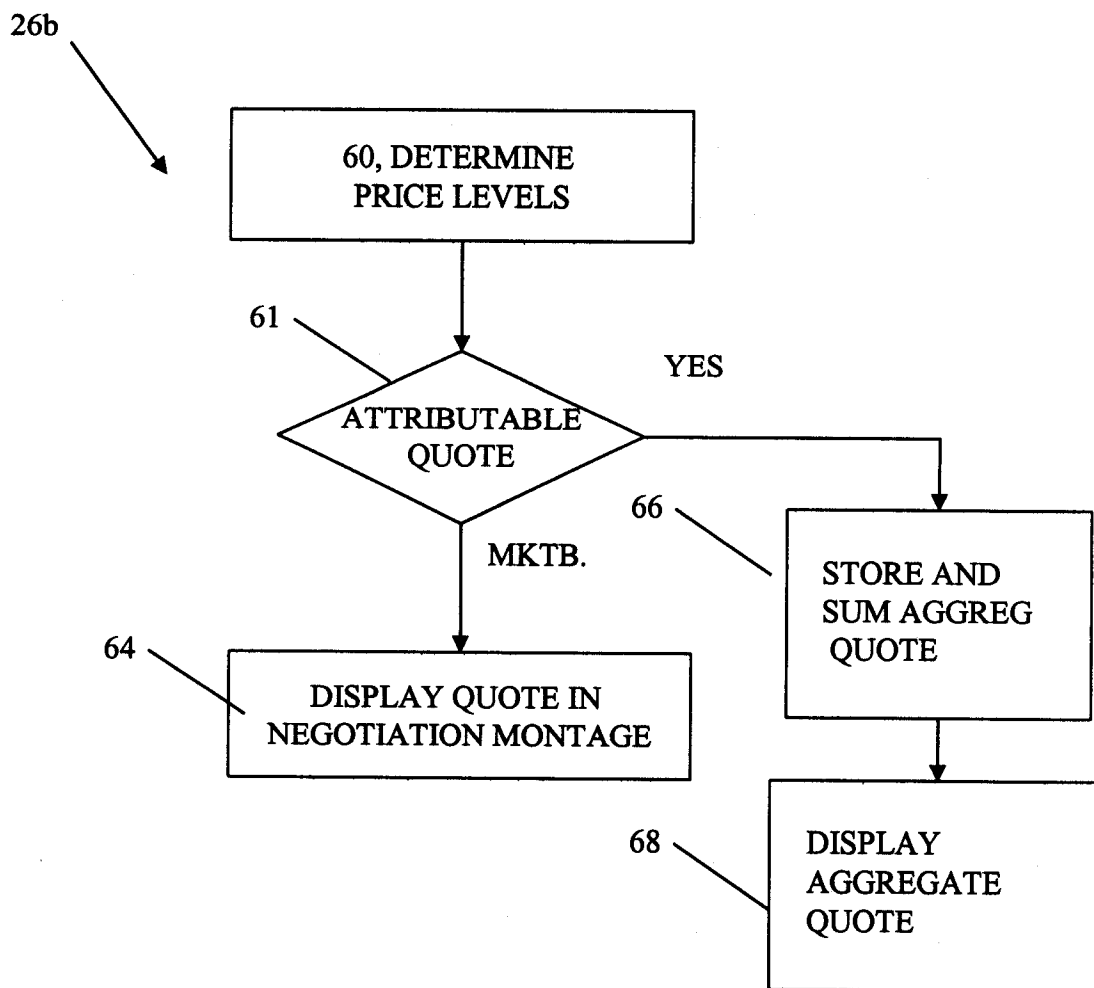 26b
60, DETERMINE
PRICE LEVELS
61
YES
ATTRIBUTABLE
QUOTE
66
MKTB.
STORE AND
SUM AGGREG
QUOTE
64
DISPLAY QUOTE IN
NEGOTIATION MONTAGE
68
DISPLAY
AGGREGATE
QUOTE